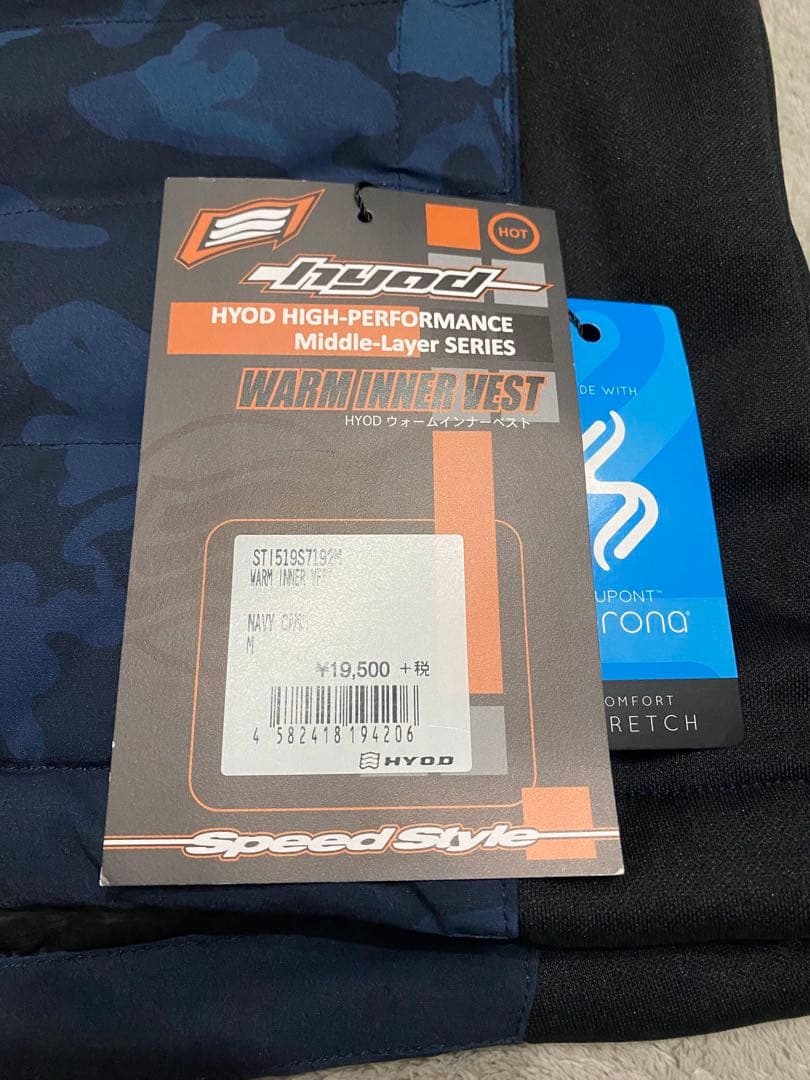 HOT
hyod
HYOD HIGH-PERFORMANCE
Middle-Layer SERIES
WARM INNER VEST
HYOD ウォームインナーベスト
WARM INNER
NAVY
M
¥19,500 +税
4 582418 194206
HYOD
Speed Style
DE WITH
UPONT™
rona®
OMFORT
RETCH